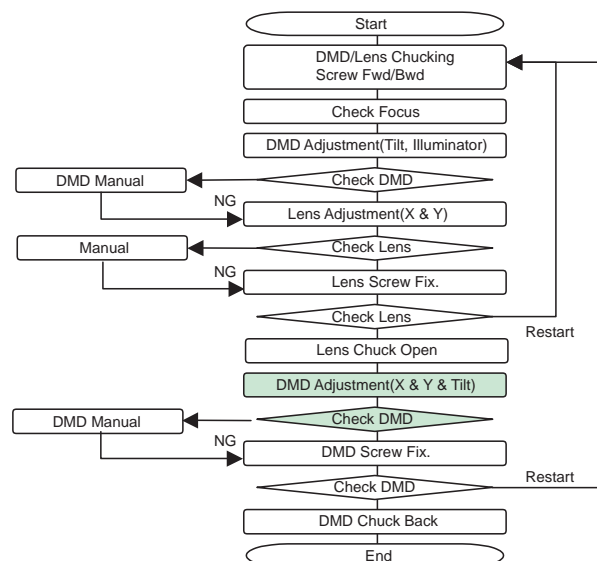 Start
DMD/Lens Chucking
Screw Fwd/Bwd
Check Focus
DMD Adjustment(Tilt, Illuminator)
DMD Manual
Check DMD
NG
Lens Adjustment(X & Y)
Manual
Check Lens
NG
Lens Screw Fix.
Check Lens
Restart
Lens Chuck Open
DMD Adjustment(X & Y & Tilt)
DMD Manual
Check DMD
NG
DMD Screw Fix.
Check DMD
Restart
DMD Chuck Back
End